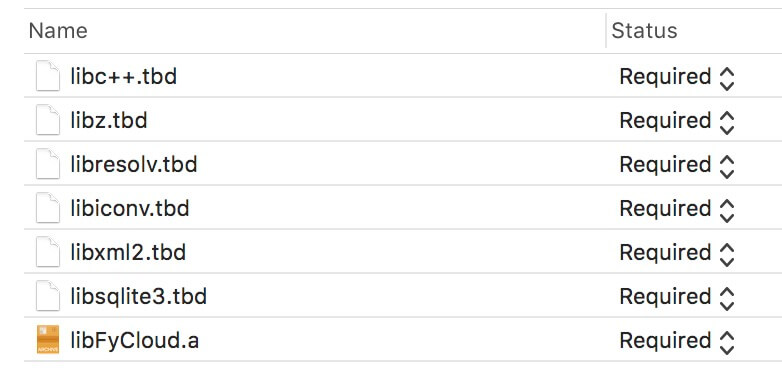 Name Status
libc++.tbd Required
libz.tbd Required
libresolv.tbd Required
libiconv.tbd Required
libxml2.tbd Required
libsqlite3.tbd Required
libFyCloud.a Required